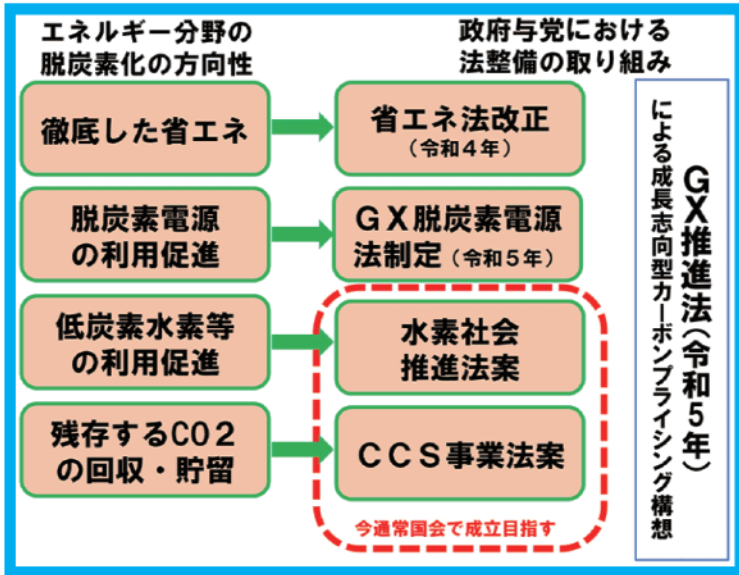 エネルギー分野の
脱炭素化の方向性
政府与党における
法整備の取り組み
徹底した省エネ
省エネ法改正
（令和４年）
脱炭素電源
の利用促進
ＧＸ脱炭素電源
法制定（令和５年）
低炭素水素等
の利用促進
水素社会
推進法案
残存するCO２
の回収・貯留
ＣＣＳ事業法案
今通常国会で成立目指す
ＧＸ推進法（令和５年）
による成長志向型カーボンプライシング構想